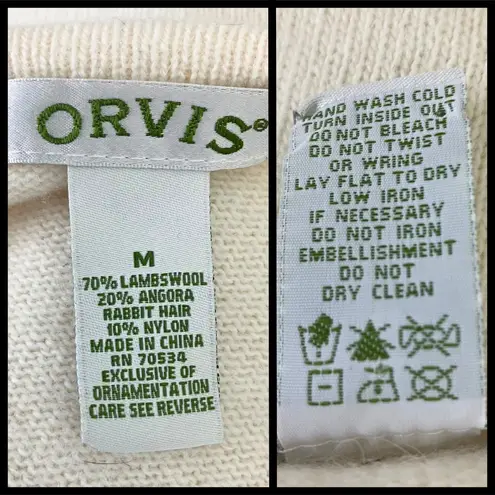 ORVIS®
M
70% LAMBSWOOL
20% ANGORA
RABBIT HAIR
10% NYLON
MADE IN CHINA
RN 70534
EXCLUSIVE OF
ORNAMENTATION
CARE SEE REVERSE
HAND WASH COLD
TURN INSIDE OUT
DO NOT BLEACH
DO NOT TWIST
OR WRING
LAY FLAT TO DRY
LOW IRON
IF NECESSARY
DO NOT IRON
EMBELLISHMENT
DO NOT
DRY CLEAN